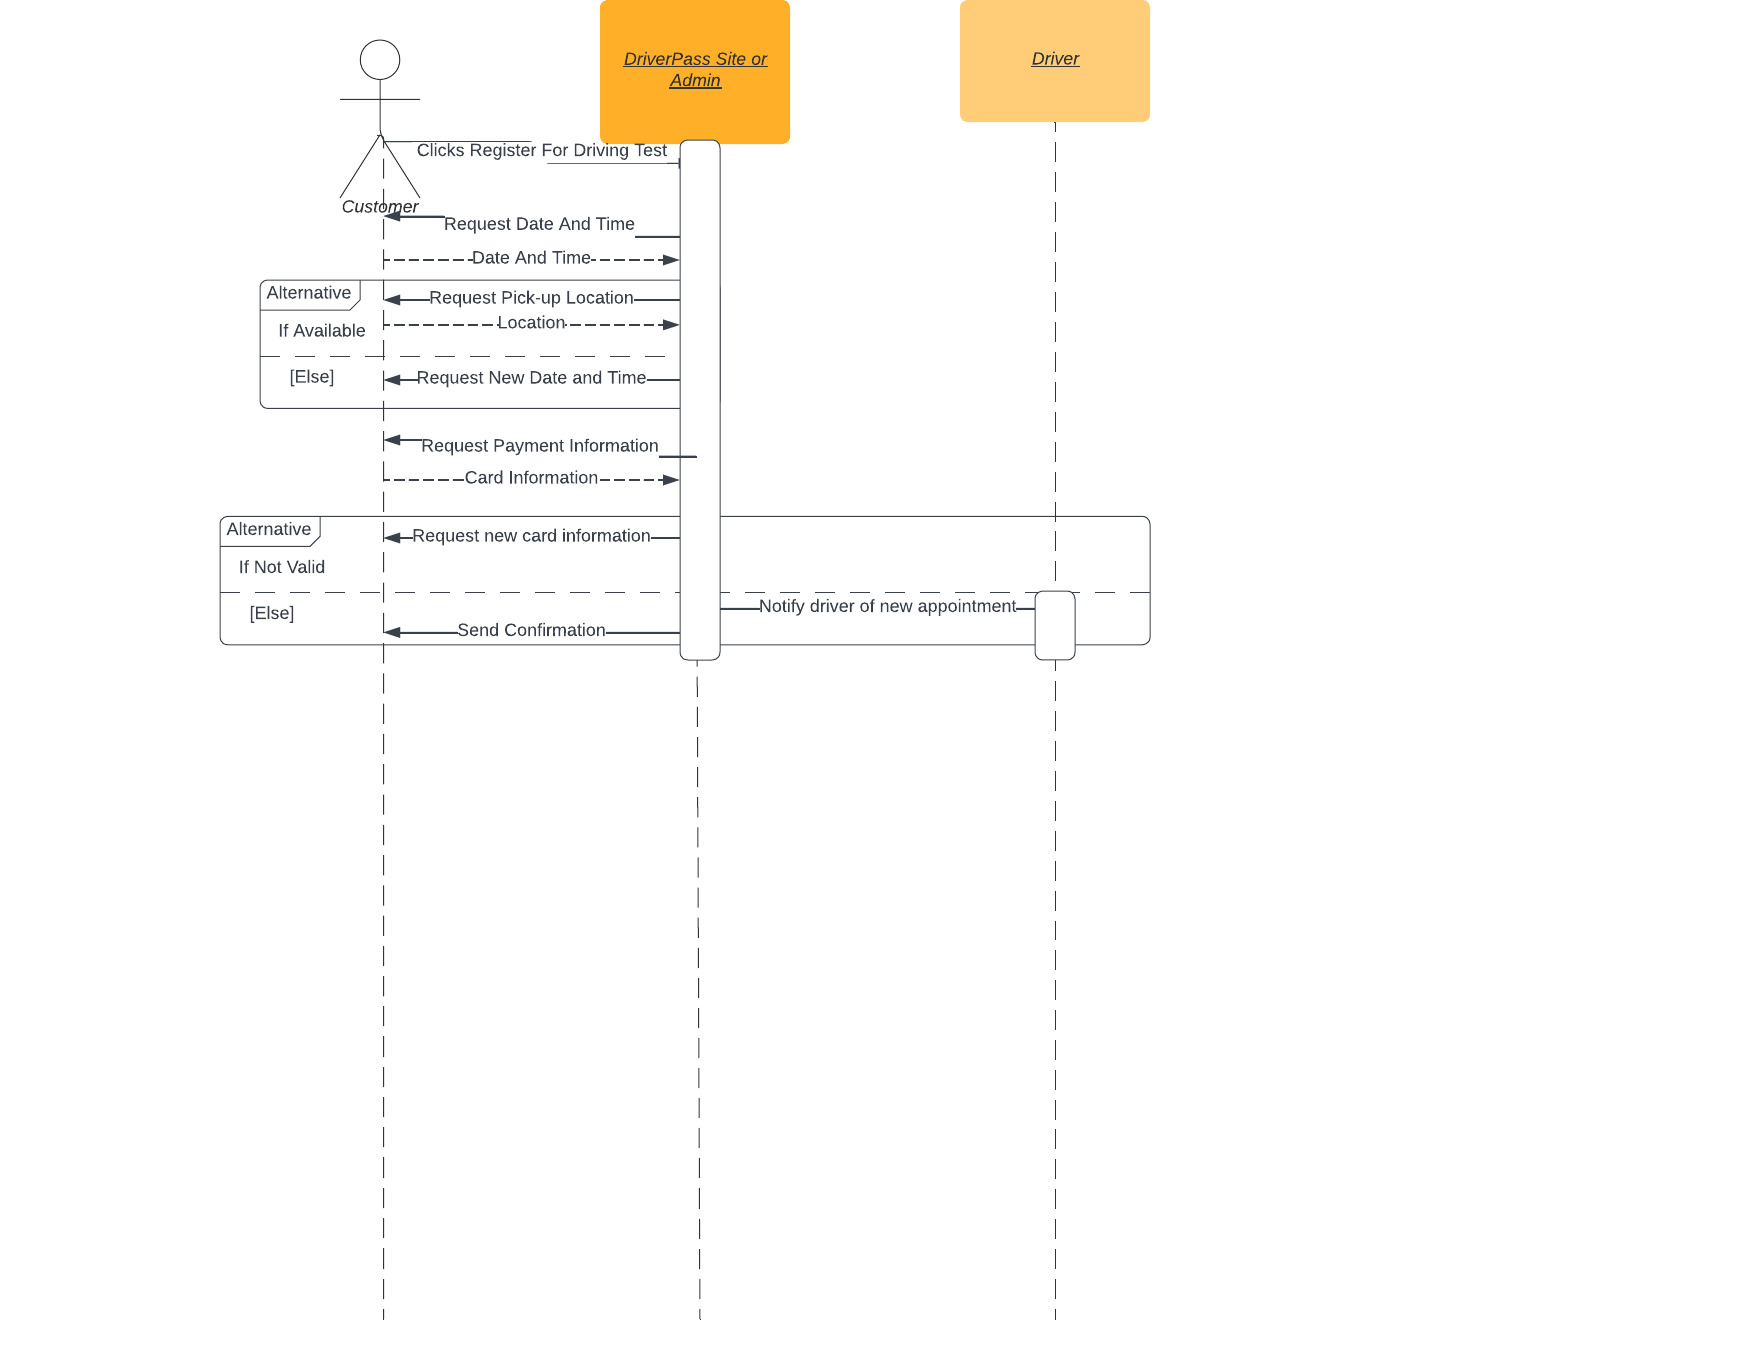 DriverPass Site or
Admin
Driver
Clicks Register For Driving Test
Customer
Request Date And Time
Date And Time
Alternative
Request Pick-up Location
Location
If Available
[Else]
Request New Date and Time
Request Payment Information
Card Information
Alternative
Request new card information
If Not Valid
Notify driver of new appointment
[Else]
Send Confirmation